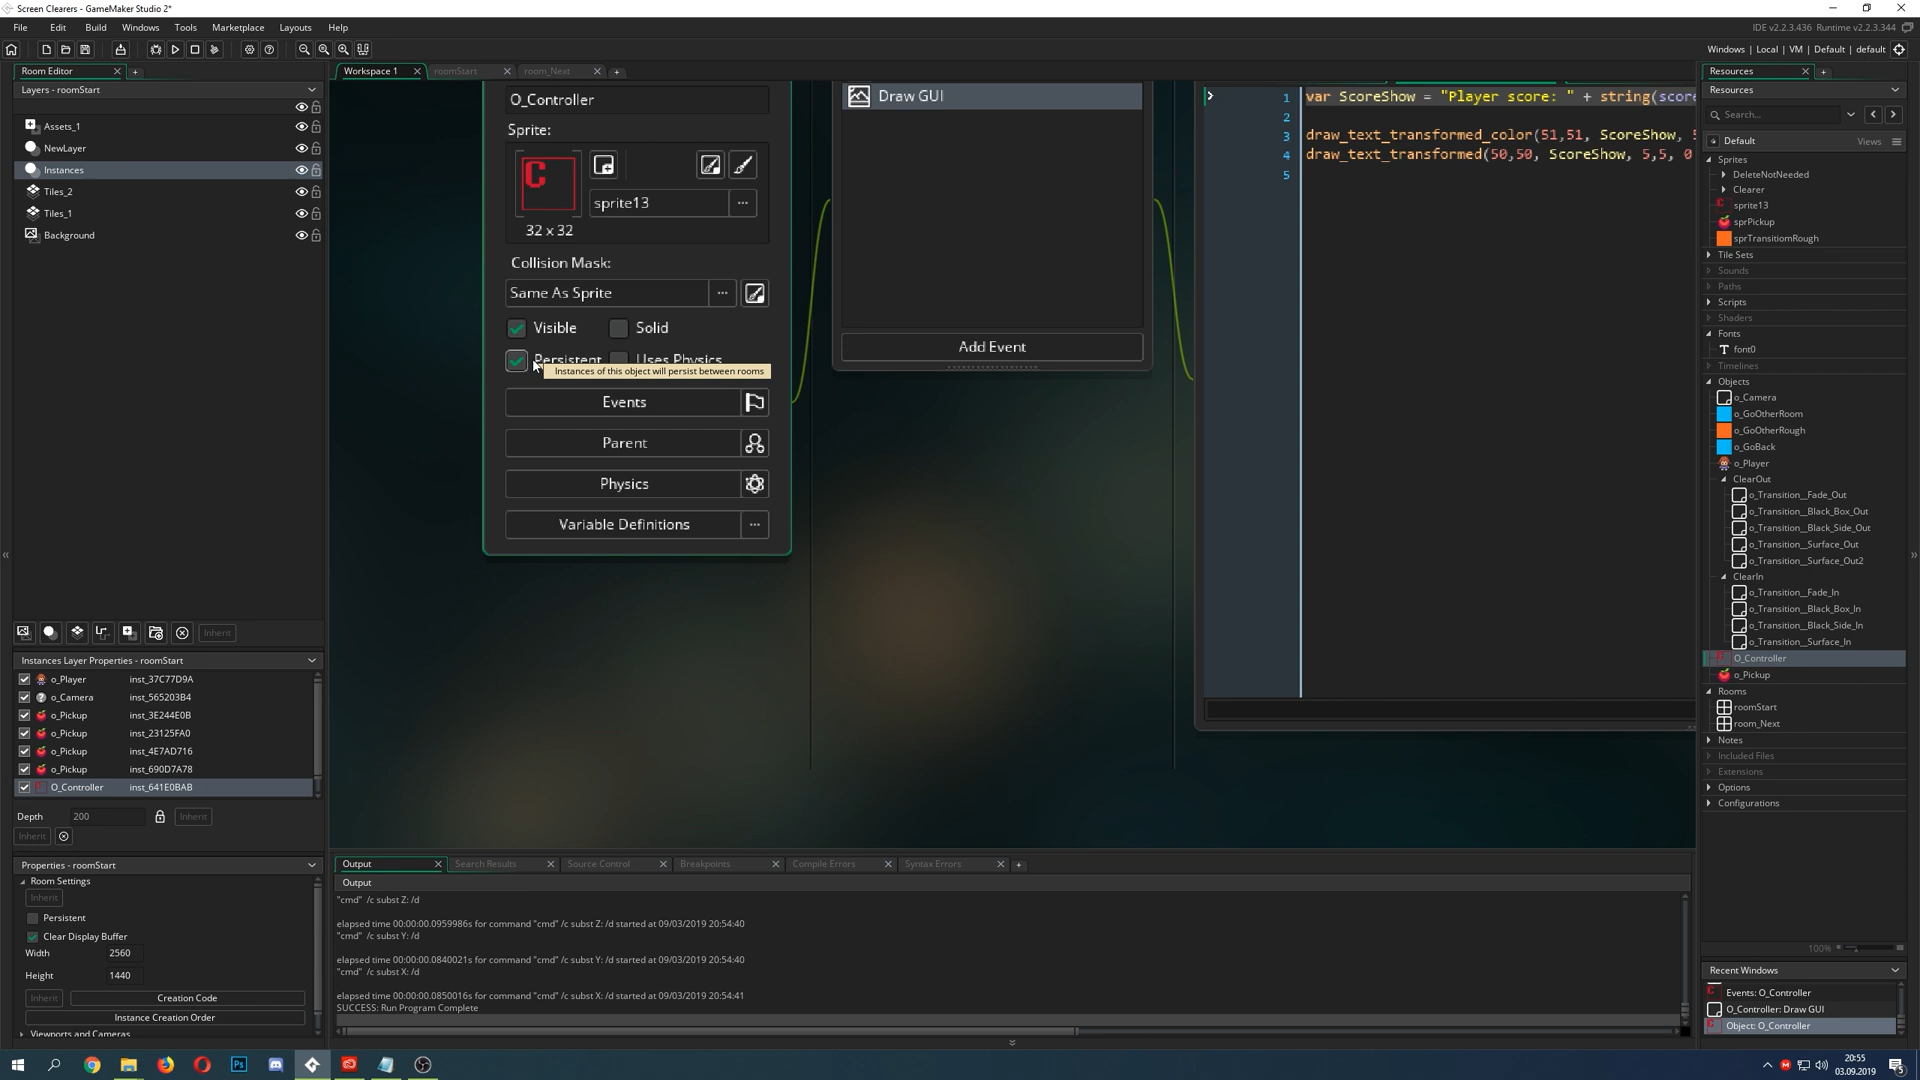 Screen Clearers - GameMaker Studio 2*
File Edit Build Windows Tools Marketplace Layouts Help
IDE v2.2.3.436 Runtime v2.2.3.344
Windows | Local | VM | Default | default
Room Editor
Layers - roomStart
Assets_1
NewLayer
Instances
Tiles_2
Tiles_1
Background
Inherit
Instances Layer Properties - roomStart
o_Player inst_37C77D9A
o_Camera inst_565203B4
o_Pickup inst_3E244E0B
o_Pickup inst_23125FA0
o_Pickup inst_4E7AD716
o_Pickup inst_690D7A78
O_Controller inst_641E0BAB
Depth 200 Inherit
Inherit
Properties - roomStart
Room Settings
Inherit
Persistent
Clear Display Buffer
Width 2560
Height 1440
Inherit Creation Code
Instance Creation Order
Viewports and Cameras
Workspace 1 roomStart room_Next
O_Controller
Sprite:
C
sprite13
32 x 32
Collision Mask:
Same As Sprite
Visible Solid
Persistent Uses Physics
Instances of this object will persist between rooms
Events
Parent
Physics
Variable Definitions
Draw GUI
Add Event
1 var ScoreShow = "Player score: " + string(score
2
3 draw_text_transformed_color(51,51, ScoreShow, 5
4 draw_text_transformed(50,50, ScoreShow, 5,5, 0
5
Output Search Results Source Control Breakpoints Compile Errors Syntax Errors
Output
"cmd" /c subst Z: /d
elapsed time 00:00:00.0959986s for command "cmd" /c subst Z: /d started at 09/03/2019 20:54:40
"cmd" /c subst Y: /d
elapsed time 00:00:00.0840021s for command "cmd" /c subst Y: /d started at 09/03/2019 20:54:40
"cmd" /c subst X: /d
elapsed time 00:00:00.0850016s for command "cmd" /c subst X: /d started at 09/03/2019 20:54:41
SUCCESS: Run Program Complete
Resources
Resources
Search...
Default Views
Sprites
DeleteNotNeeded
Clearer
sprite13
sprPickup
sprTransitiomRough
Tile Sets
Sounds
Paths
Scripts
Shaders
Fonts
font0
Timelines
Objects
o_Camera
o_GoOtherRoom
o_GoOtherRough
o_GoBack
o_Player
ClearOut
o_Transition__Fade_Out
o_Transition__Black_Box_Out
o_Transition__Black_Side_Out
o_Transition__Surface_Out
o_Transition__Surface_Out2
ClearIn
o_Transition__Fade_In
o_Transition__Black_Box_In
o_Transition__Black_Side_In
o_Transition__Surface_In
O_Controller
o_Pickup
Rooms
roomStart
room_Next
Notes
Included Files
Extensions
Options
Configurations
100%
Recent Windows
Events: O_Controller
O_Controller: Draw GUI
Object: O_Controller
Ps
20:55
03.09.2019
5